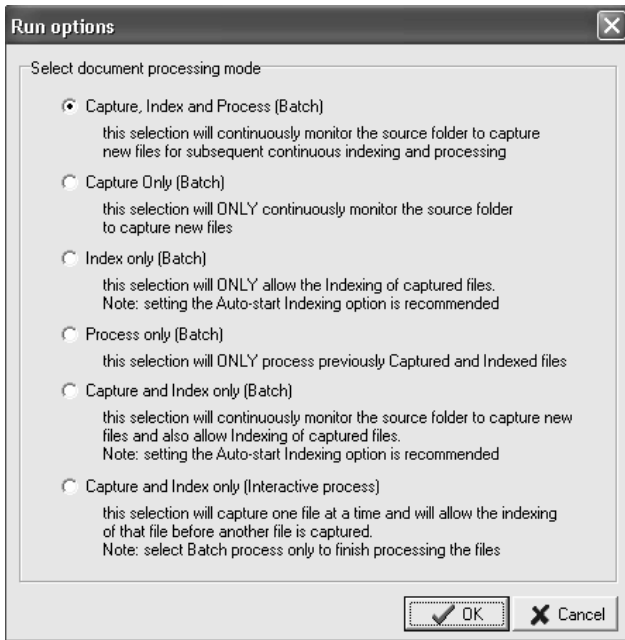 Run options
Select document processing mode
Capture, Index and Process (Batch)
this selection will continuously monitor the source folder to capture
new files for subsequent continuous indexing and processing
Capture Only (Batch)
this selection will ONLY continuously monitor the source folder
to capture new files
Index only (Batch)
this selection will ONLY allow the Indexing of captured files.
Note: setting the Auto-start Indexing option is recommended
Process only (Batch)
this selection will ONLY process previously Captured and Indexed files
Capture and Index only (Batch)
this selection will continuously monitor the source folder to capture new
files and also allow Indexing of captured files.
Note: setting the Auto-start Indexing option is recommended
Capture and Index only (Interactive process)
this selection will capture one file at a time and will allow the indexing
of that file before another file is captured.
Note: select Batch process only to finish processing the files
OK Cancel